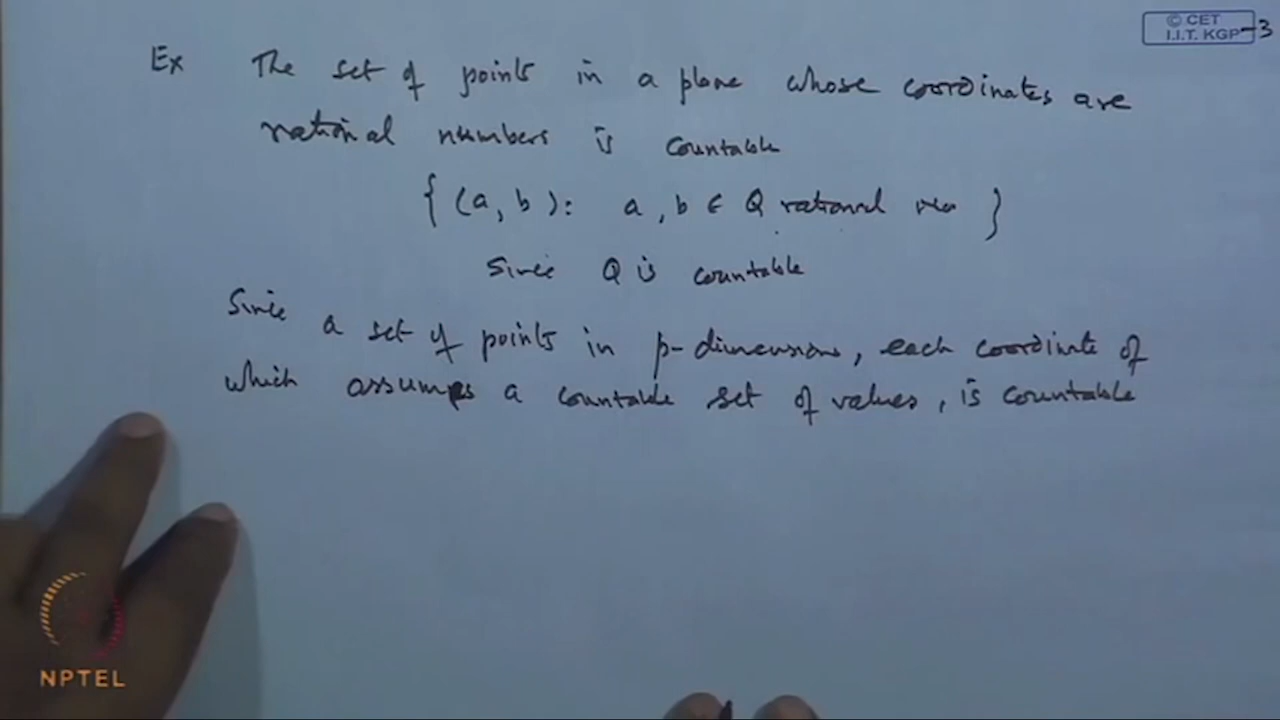 © CET
I.I.T. KGP
-3
Ex The set of points in a plane whose coordinates are
rational numbers is countable
{ (a, b): a, b ∈ Q rational no }
Since Q is countable
Since a set of points in p-dimensions, each coordinate of
which assumes a countable set of values, is countable
NPTEL